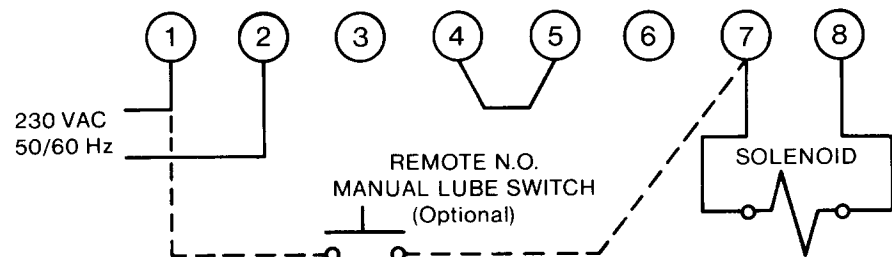 1 2 3 4 5 6 7 8
230 VAC
50/60 Hz
REMOTE N.O.
MANUAL LUBE SWITCH
(Optional)
SOLENOID